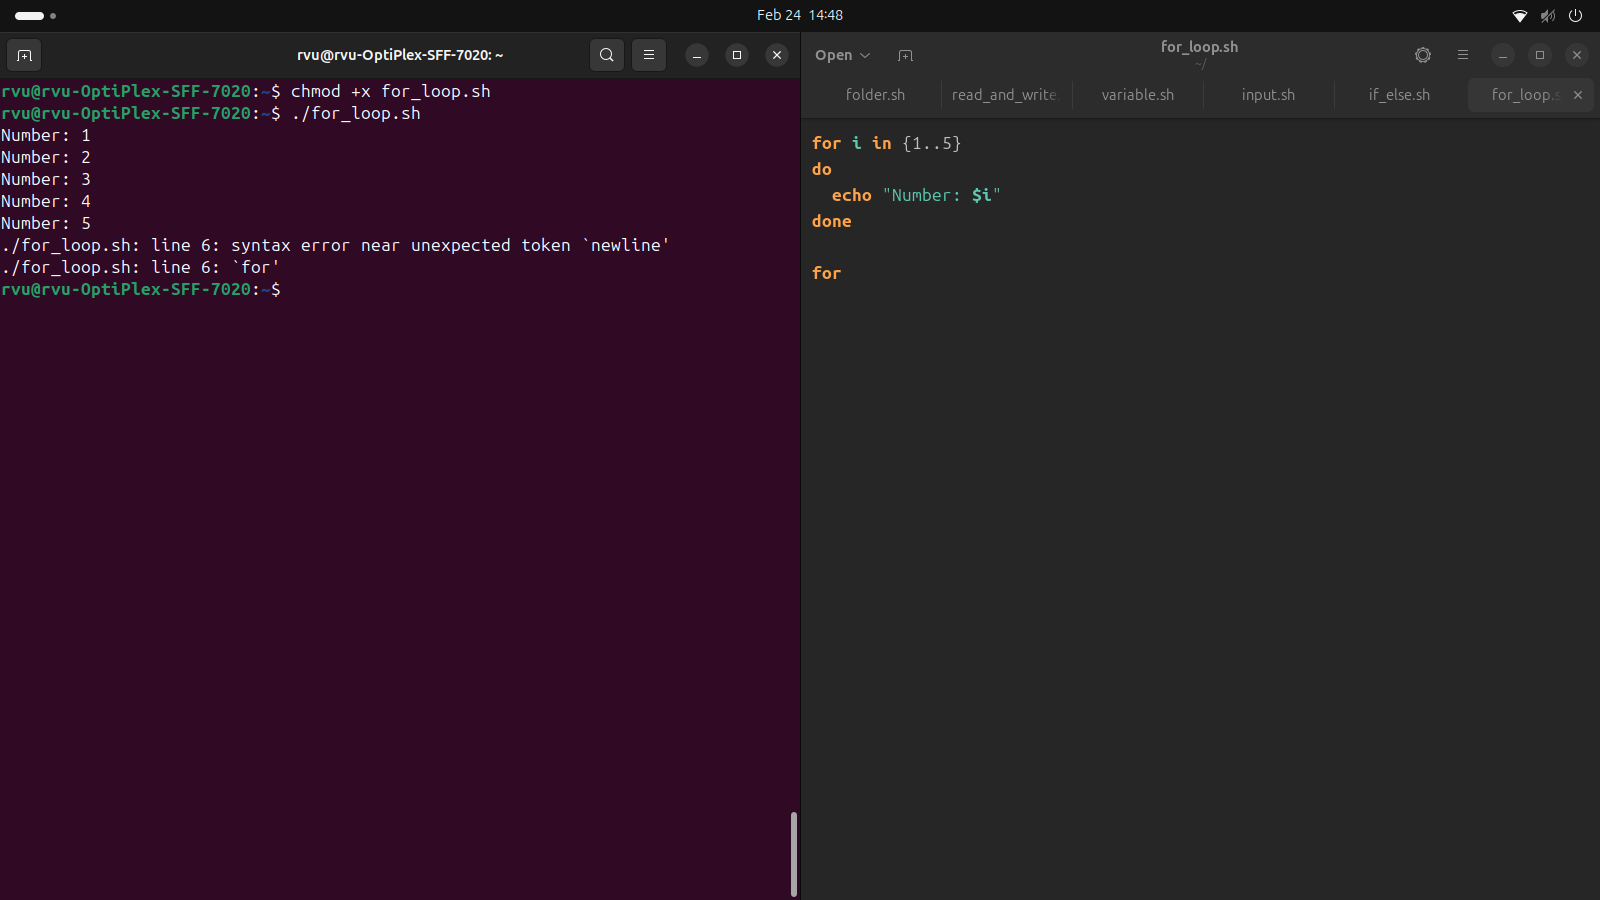 Feb 24 14:48
rvu@rvu-OptiPlex-SFF-7020: ~
rvu@rvu-OptiPlex-SFF-7020:~$ chmod +x for_loop.sh
rvu@rvu-OptiPlex-SFF-7020:~$ ./for_loop.sh
Number: 1
Number: 2
Number: 3
Number: 4
Number: 5
./for_loop.sh: line 6: syntax error near unexpected token `newline'
./for_loop.sh: line 6: `for'
rvu@rvu-OptiPlex-SFF-7020:~$
Open
for_loop.sh
~/
folder.sh read_and_write. variable.sh input.sh if_else.sh for_loop.s
for i in {1..5}
do
  echo "Number: $i"
done
for